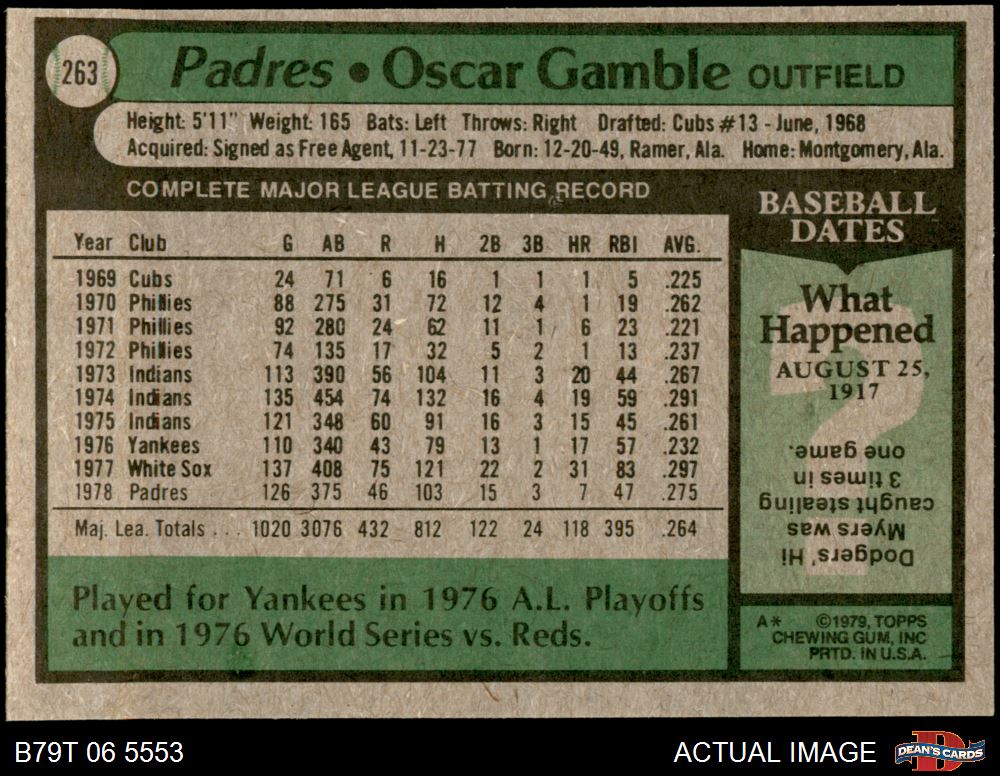 263
Padres • Oscar Gamble OUTFIELD
Height: 5'11" Weight: 165 Bats: Left Throws: Right Drafted: Cubs #13 - June, 1968
Acquired: Signed as Free Agent, 11-23-77 Born: 12-20-49, Ramer, Ala. Home: Montgomery, Ala.
COMPLETE MAJOR LEAGUE BATTING RECORD
Year Club G AB R H 2B 3B HR RBI AVG.
1969 Cubs 24 71 6 16 1 1 1 5 .225
1970 Phillies 88 275 31 72 12 4 1 19 .262
1971 Phillies 92 280 24 62 11 1 6 23 .221
1972 Phillies 74 135 17 32 5 2 1 13 .237
1973 Indians 113 390 56 104 11 3 20 44 .267
1974 Indians 135 454 74 132 16 4 19 59 .291
1975 Indians 121 348 60 91 16 3 15 45 .261
1976 Yankees 110 340 43 79 13 1 17 57 .232
1977 White Sox 137 408 75 121 22 2 31 83 .297
1978 Padres 126 375 46 103 15 3 7 47 .275
Maj. Lea. Totals . . . 1020 3076 432 812 122 24 118 395 .264
Played for Yankees in 1976 A.L. Playoffs
and in 1976 World Series vs. Reds.
BASEBALL
DATES
What
Happened
AUGUST 25,
1917
Dodgers' Hi
Myers was
caught stealing
3 times in
one game.
A* ©1979, TOPPS
CHEWING GUM, INC
PRTD. IN U.S.A.
B79T 06 5553
ACTUAL IMAGE
DEAN'S CARDS